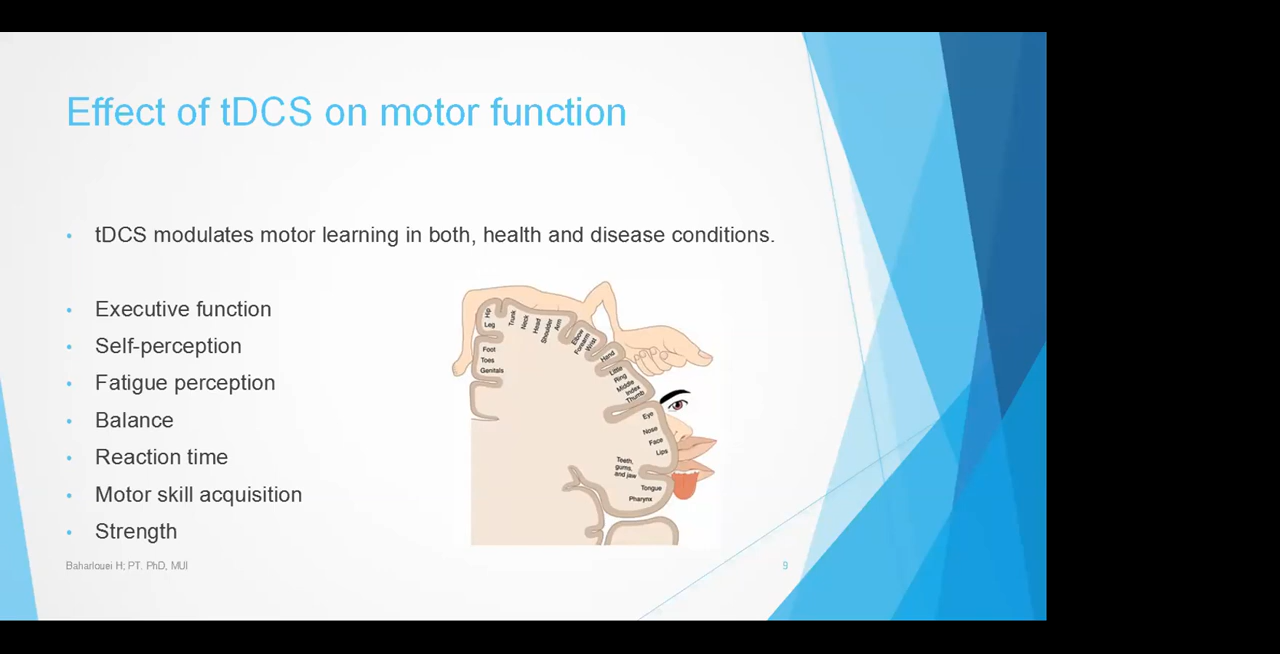 Effect of tDCS on motor function
• tDCS modulates motor learning in both, health and disease conditions.
• Executive function
• Self-perception
• Fatigue perception
• Balance
• Reaction time
• Motor skill acquisition
• Strength
Hip
Leg
Foot
Toes
Genitals
Trunk
Neck
Head
Shoulder
Arm
Elbow
Forearm
Wrist
Hand
Little
Ring
Middle
Index
Thumb
Eye
Nose
Face
Lips
Teeth,
gums,
and jaw
Tongue
Pharynx
Baharlouei H; PT. PhD, MUI
9